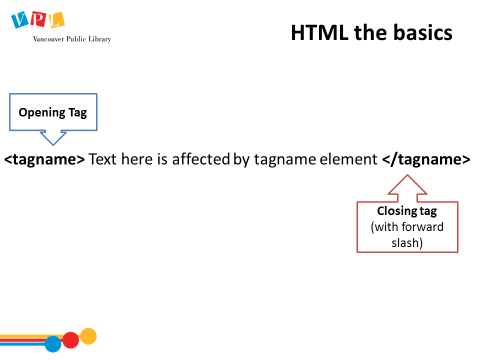 VPL
Vancouver Public Library
HTML the basics
Opening Tag
<tagname> Text here is affected by tagname element </tagname>
Closing tag
(with forward
slash)